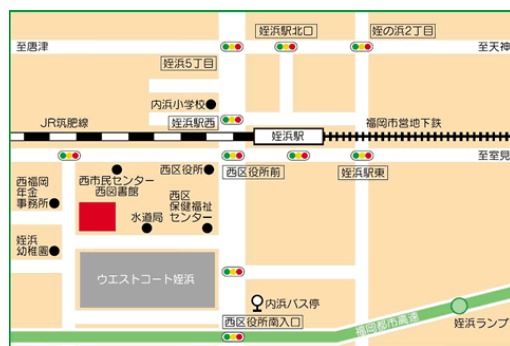 姪浜駅北口
姪の浜2丁目
至唐津
至天神
姪浜5丁目
内浜小学校
JR筑肥線
姪浜駅西
姪浜駅
福岡市営地下鉄
至室見
西市民センター
西図書館
西区役所
西区役所前
姪浜駅東
西福岡
年金
事務所
西区
保健福祉
センター
水道局
姪浜
幼稚園
ウエストコート姪浜
内浜バス停
西区役所南入口
福岡都市高速
姪浜ランプ